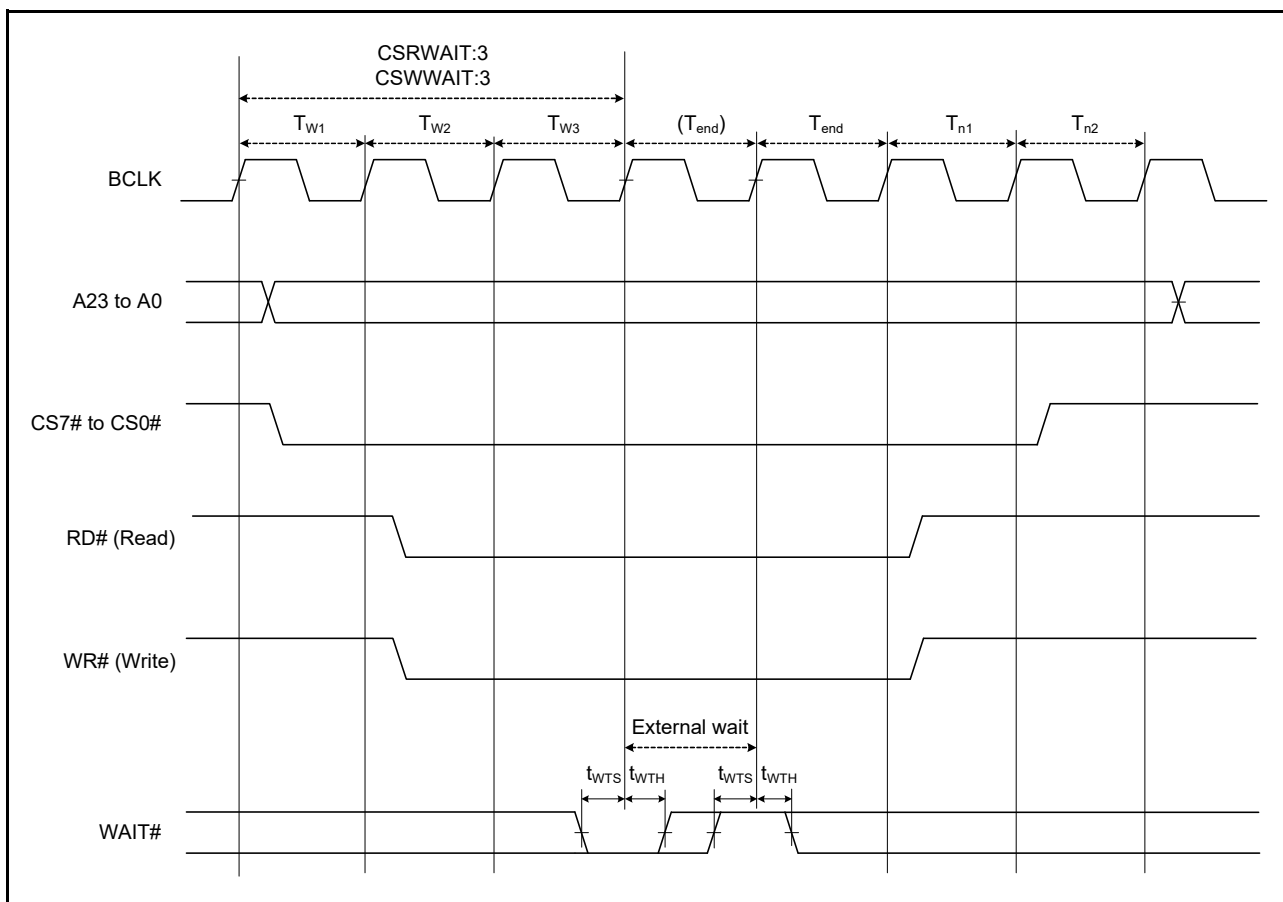 CSRWAIT:3
CSWWAIT:3
TW1 TW2 TW3 (Tend) Tend Tn1 Tn2
BCLK
A23 to A0
CS7# to CS0#
RD# (Read)
WR# (Write)
External wait
tWTS tWTH tWTS tWTH
WAIT#